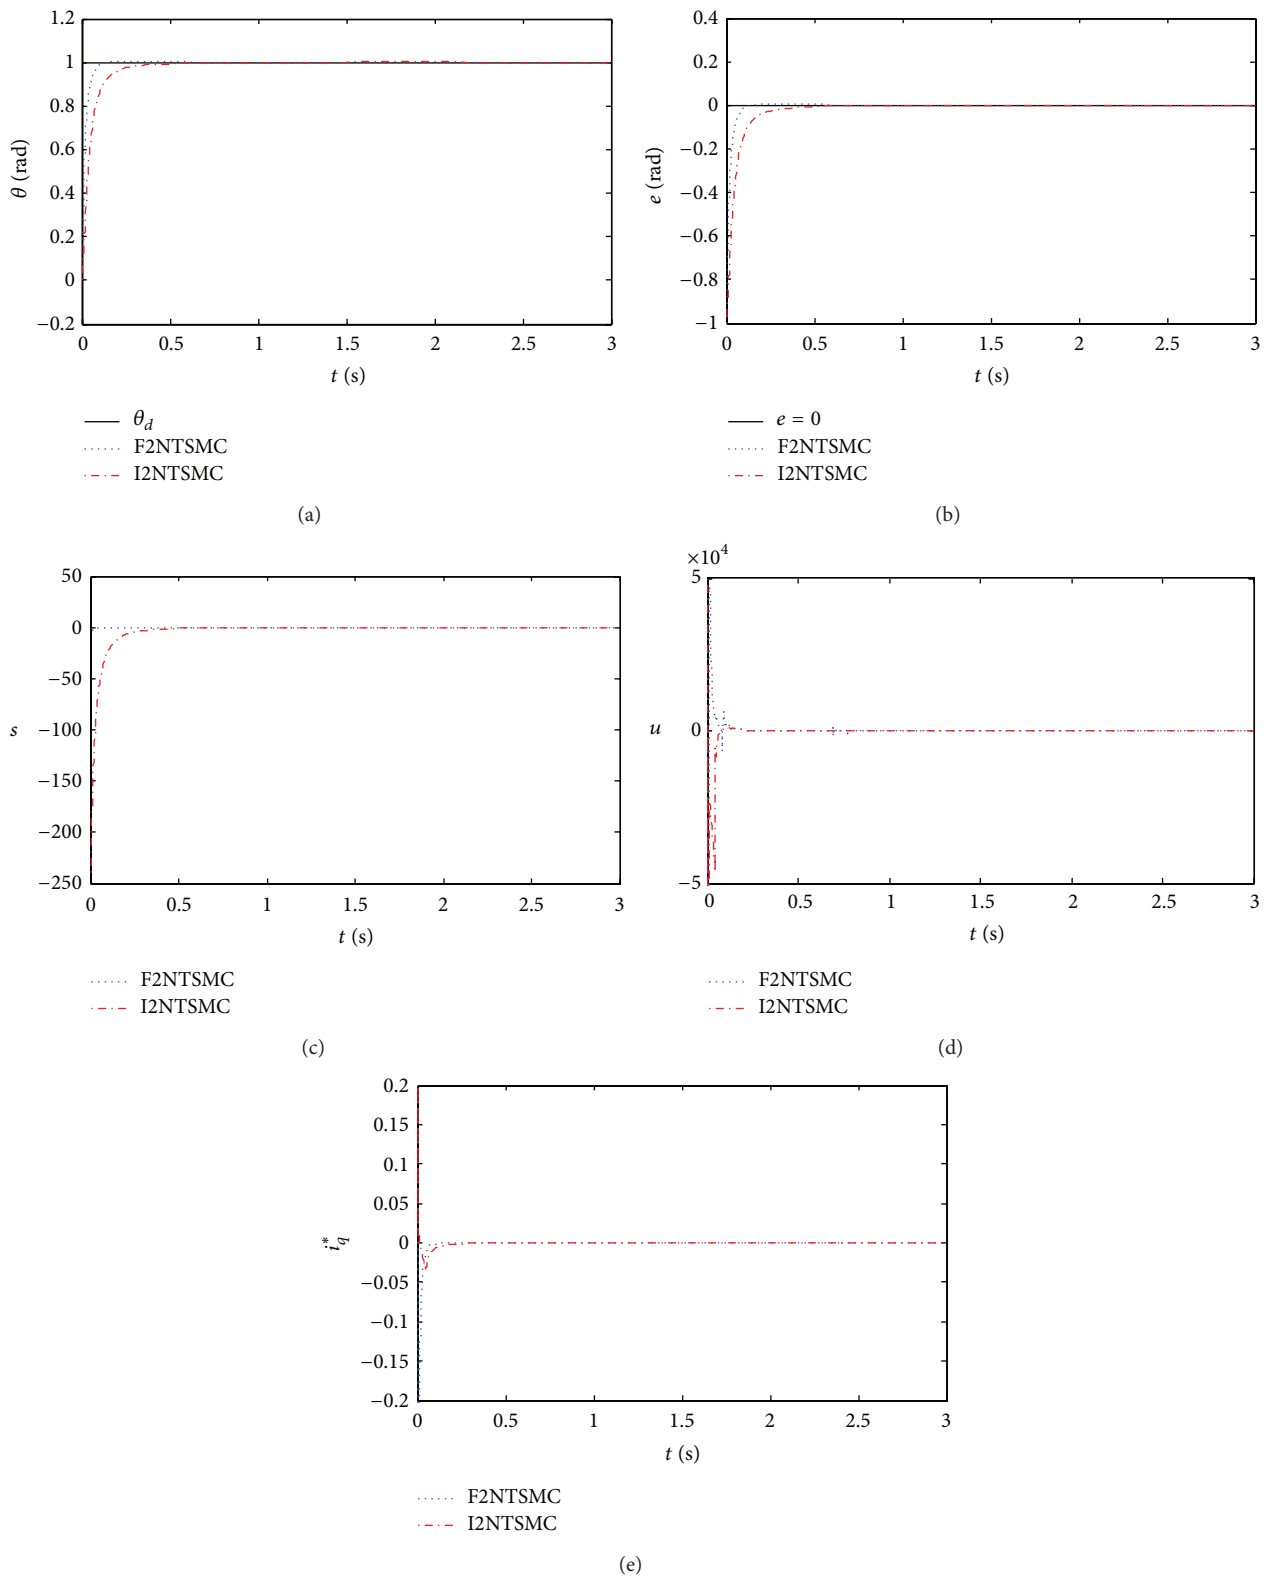 1.2
1
0.8
0.6
0.4
0.2
0
−0.2
θ (rad)
0 0.5 1 1.5 2 2.5 3
t (s)
θ_d
F2NTSMC
I2NTSMC
(a)
0.4
0.2
0
−0.2
−0.4
−0.6
−0.8
−1
e (rad)
0 0.5 1 1.5 2 2.5 3
t (s)
e = 0
F2NTSMC
I2NTSMC
(b)
50
0
−50
−100
−150
−200
−250
s
0 0.5 1 1.5 2 2.5 3
t (s)
F2NTSMC
I2NTSMC
(c)
×10^4
5
0
−5
u
0 0.5 1 1.5 2 2.5 3
t (s)
F2NTSMC
I2NTSMC
(d)
0.2
0.15
0.1
0.05
0
−0.05
−0.1
−0.15
−0.2
i_q^*
0 0.5 1 1.5 2 2.5 3
t (s)
F2NTSMC
I2NTSMC
(e)